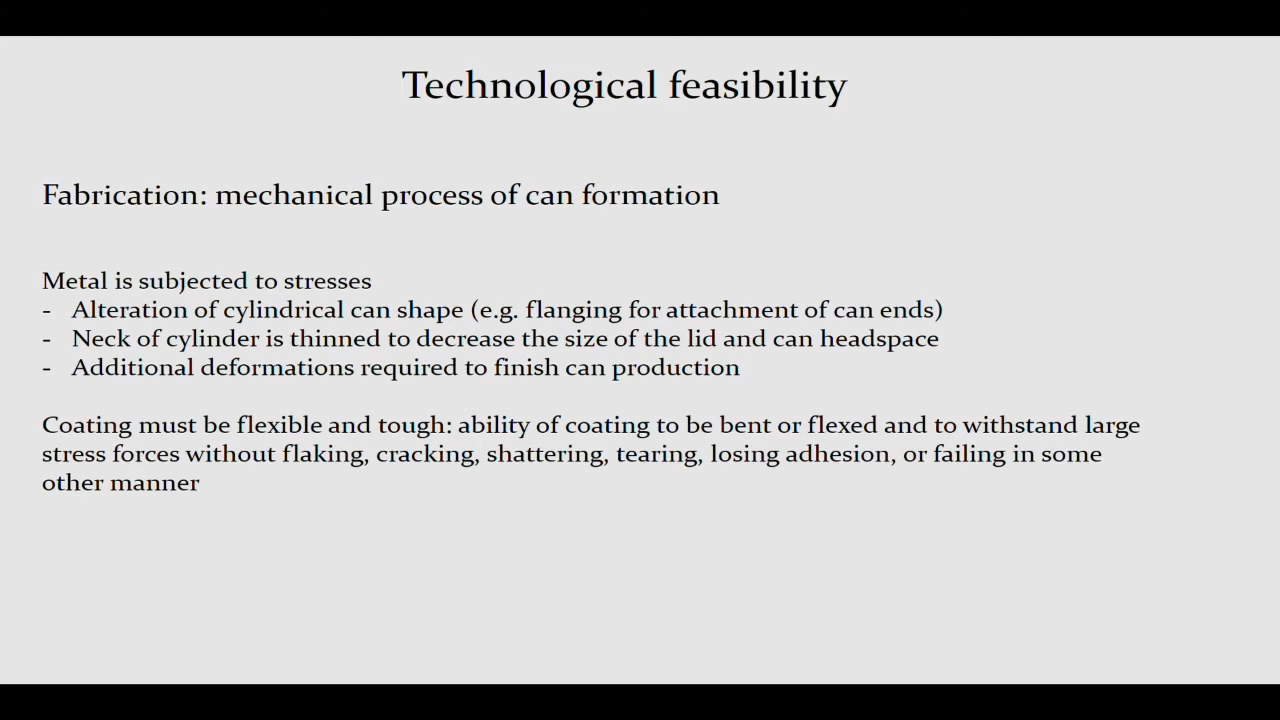 Technological feasibility
Fabrication: mechanical process of can formation
Metal is subjected to stresses
- Alteration of cylindrical can shape (e.g. flanging for attachment of can ends)
- Neck of cylinder is thinned to decrease the size of the lid and can headspace
- Additional deformations required to finish can production
Coating must be flexible and tough: ability of coating to be bent or flexed and to withstand large
stress forces without flaking, cracking, shattering, tearing, losing adhesion, or failing in some
other manner